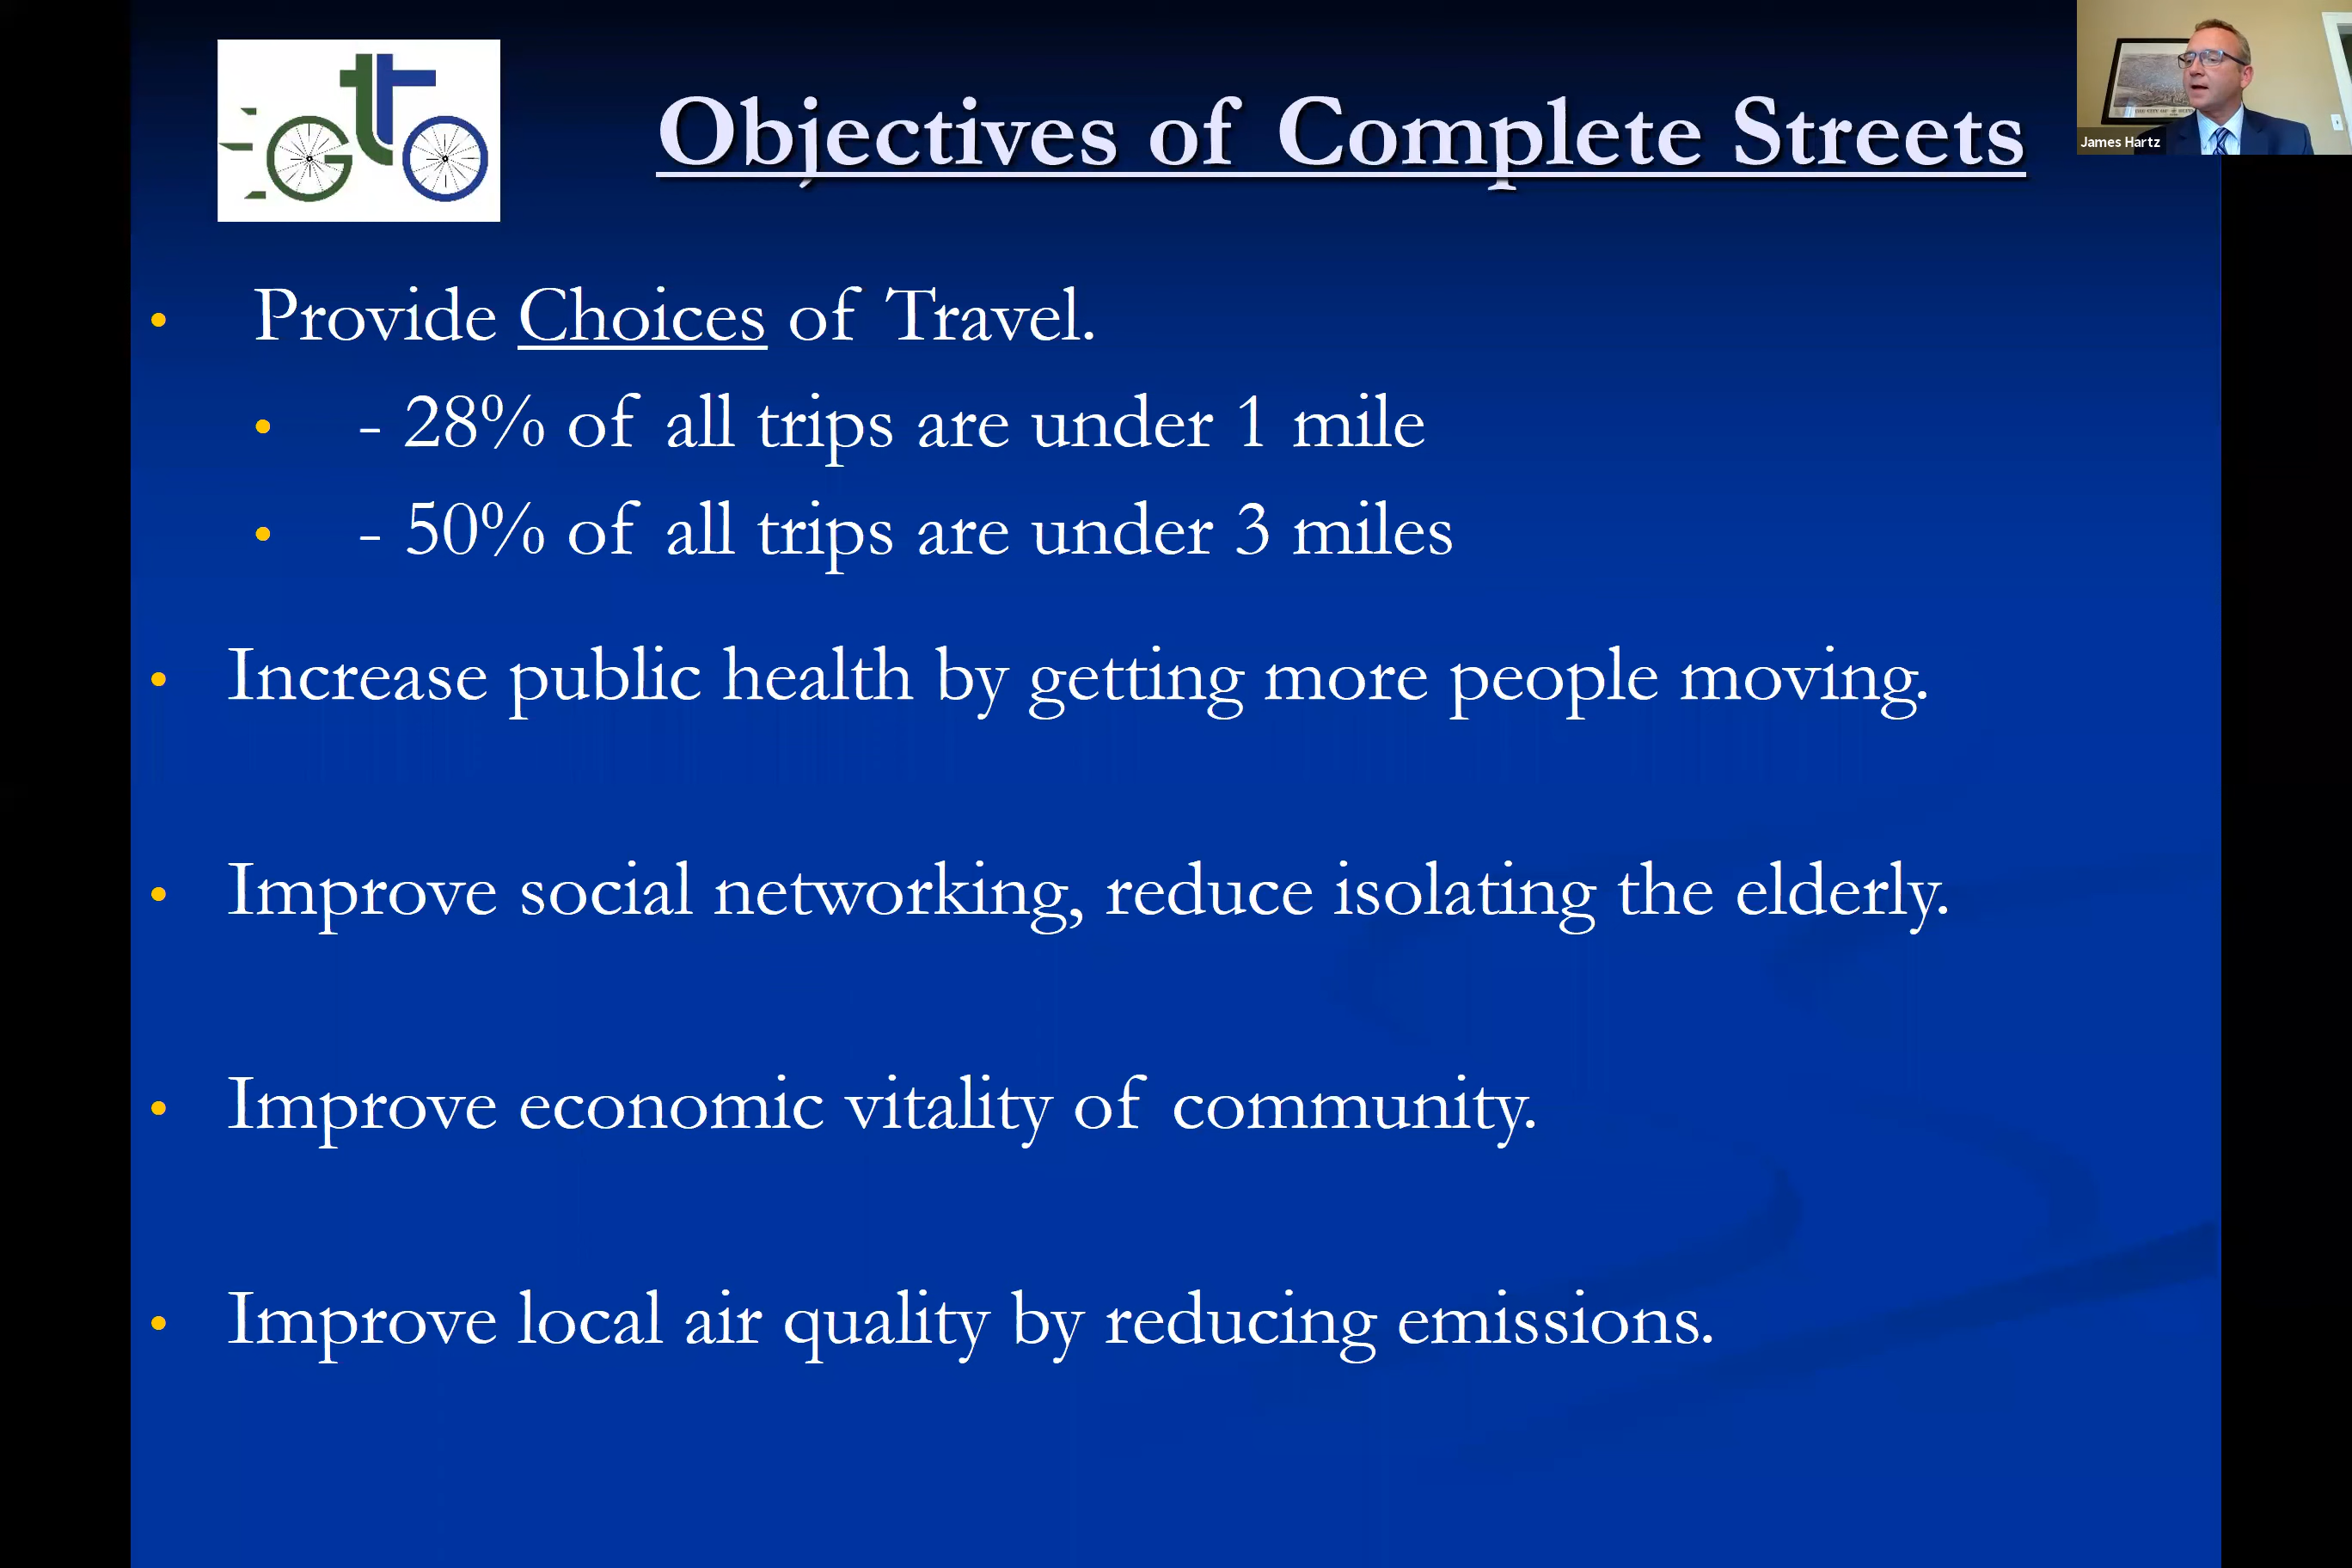 Gtto
Objectives of Complete Streets
James Hartz
• Provide Choices of Travel.
• - 28% of all trips are under 1 mile
• - 50% of all trips are under 3 miles
• Increase public health by getting more people moving.
• Improve social networking, reduce isolating the elderly.
• Improve economic vitality of community.
• Improve local air quality by reducing emissions.